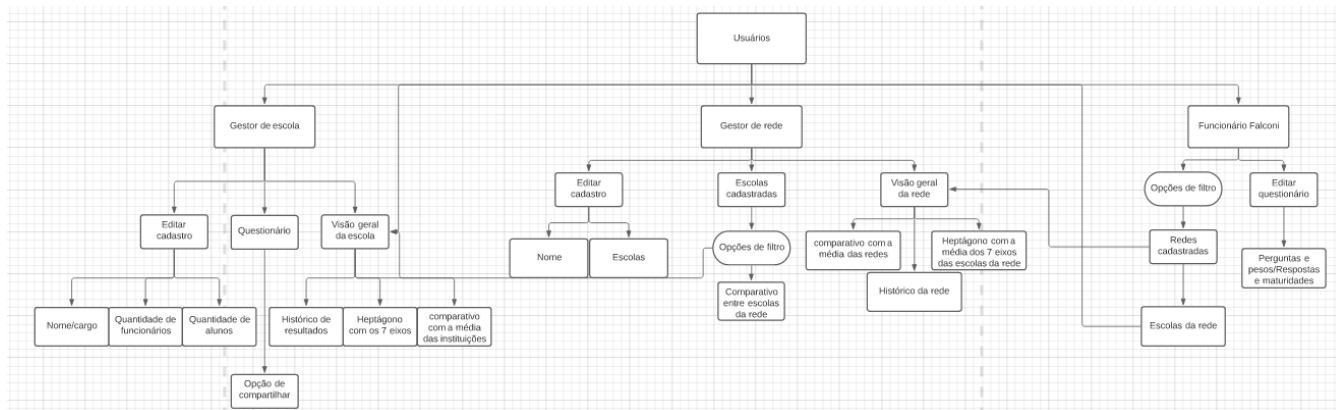 Usuários
Gestor de escola
Gestor de rede
Funcionário Falconi
Editar
cadastro
Escolas
cadastradas
Visão geral
da rede
Opções de filtro
Editar
questionário
Editar
cadastro
Questionário
Visão geral
da escola
Nome
Escolas
Opções de filtro
comparativo com a
média das redes
Heptágono com a
média dos 7 eixos
das escolas da rede
Redes
cadastradas
Perguntas e
pesos/Respostas
e maturidades
Histórico da rede
Comparativo
entre escolas
da rede
Nome/cargo
Quantidade de
funcionários
Quantidade de
alunos
Histórico de
resultados
Heptágono
com os 7 eixos
comparativo
com a média
das instituições
Escolas da rede
Opção de
compartilhar